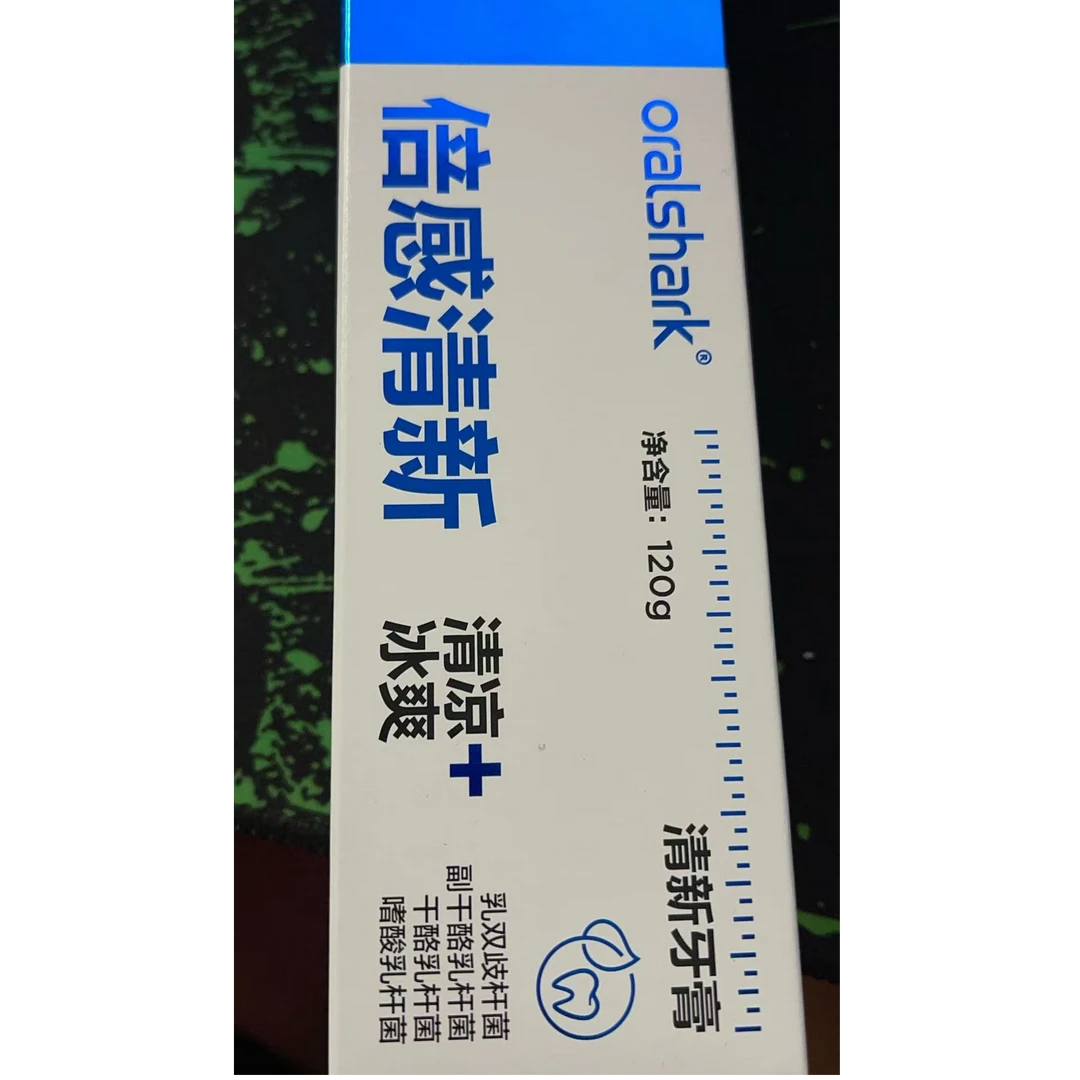 oralshark®
净含量：120g
清新牙膏
倍感清新
清凉+
冰爽
乳双歧杆菌
副干酪乳杆菌
干酪乳杆菌
嗜酸乳杆菌